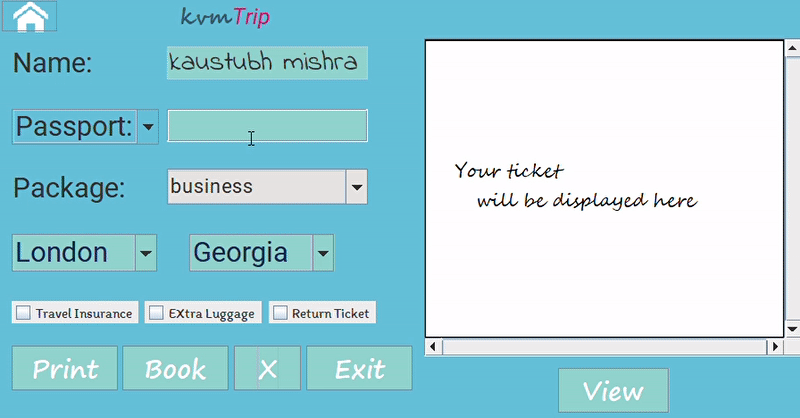 kvmTrip
Name: kaustubh mishra
Passport:
Package: business
London Georgia
Travel Insurance EXtra Luggage Return Ticket
Print Book X Exit
Your ticket
will be displayed here
View